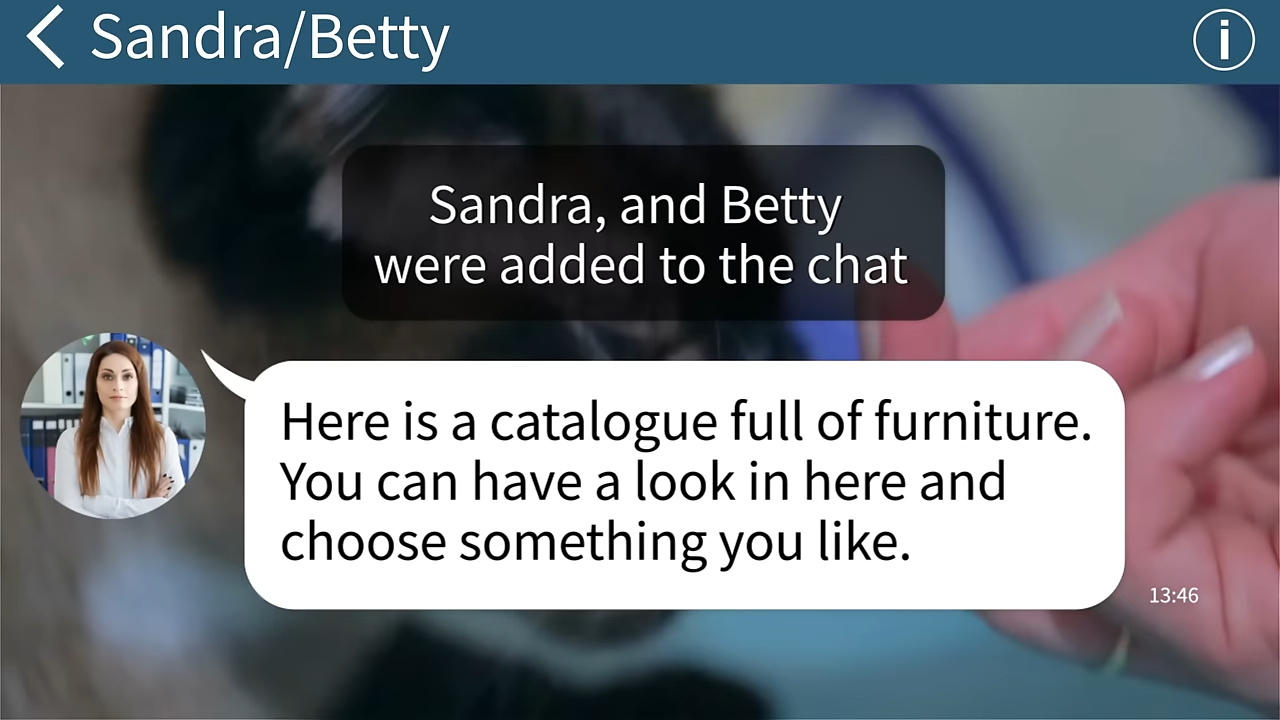 Sandra/Betty
Sandra, and Betty
were added to the chat
Here is a catalogue full of furniture.
You can have a look in here and
choose something you like.
13:46